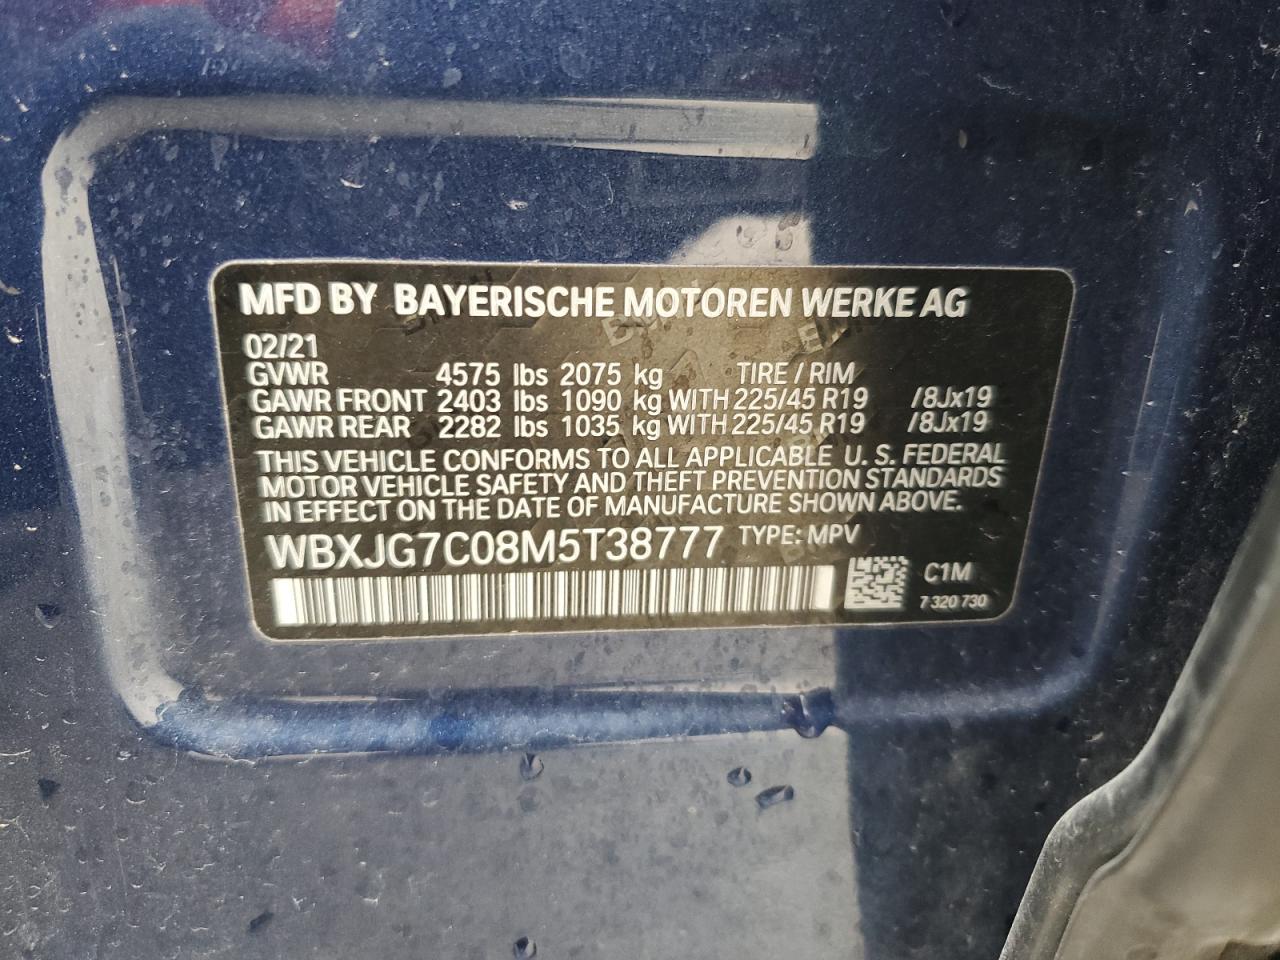 MFD BY BAYERISCHE MOTOREN WERKE AG
02/21
GVWR 4575 lbs 2075 kg TIRE / RIM
GAWR FRONT 2403 lbs 1090 kg WITH 225/45 R19 /8Jx19
GAWR REAR 2282 lbs 1035 kg WITH 225/45 R19 /8Jx19
THIS VEHICLE CONFORMS TO ALL APPLICABLE U. S. FEDERAL
MOTOR VEHICLE SAFETY AND THEFT PREVENTION STANDARDS
IN EFFECT ON THE DATE OF MANUFACTURE SHOWN ABOVE.
WBXJG7C08M5T38777 TYPE: MPV
C1M
7 320 730